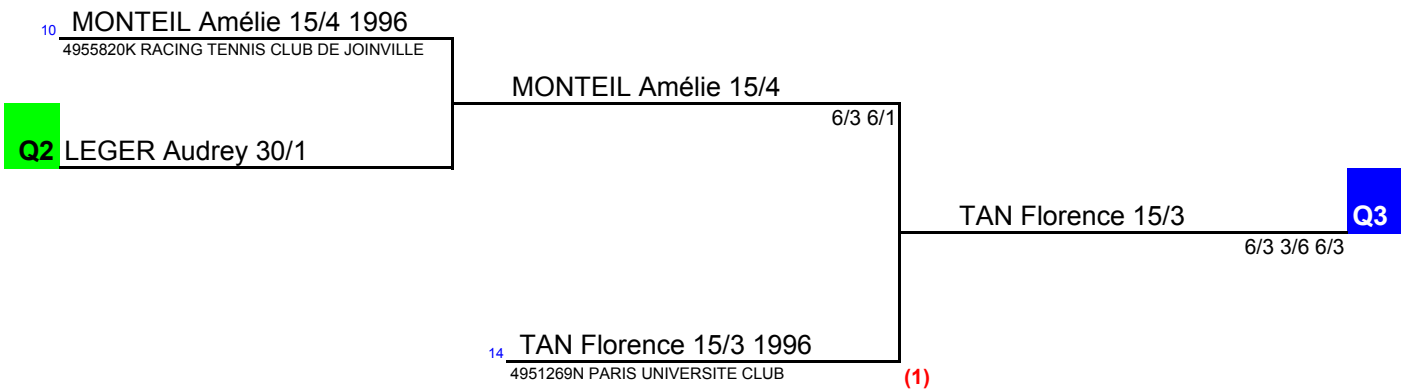 10 MONTEIL Amélie 15/4 1996
4955820K RACING TENNIS CLUB DE JOINVILLE
MONTEIL Amélie 15/4
6/3 6/1
Q2 LEGER Audrey 30/1
TAN Florence 15/3 Q3
6/3 3/6 6/3
14 TAN Florence 15/3 1996
4951269N PARIS UNIVERSITE CLUB
(1)